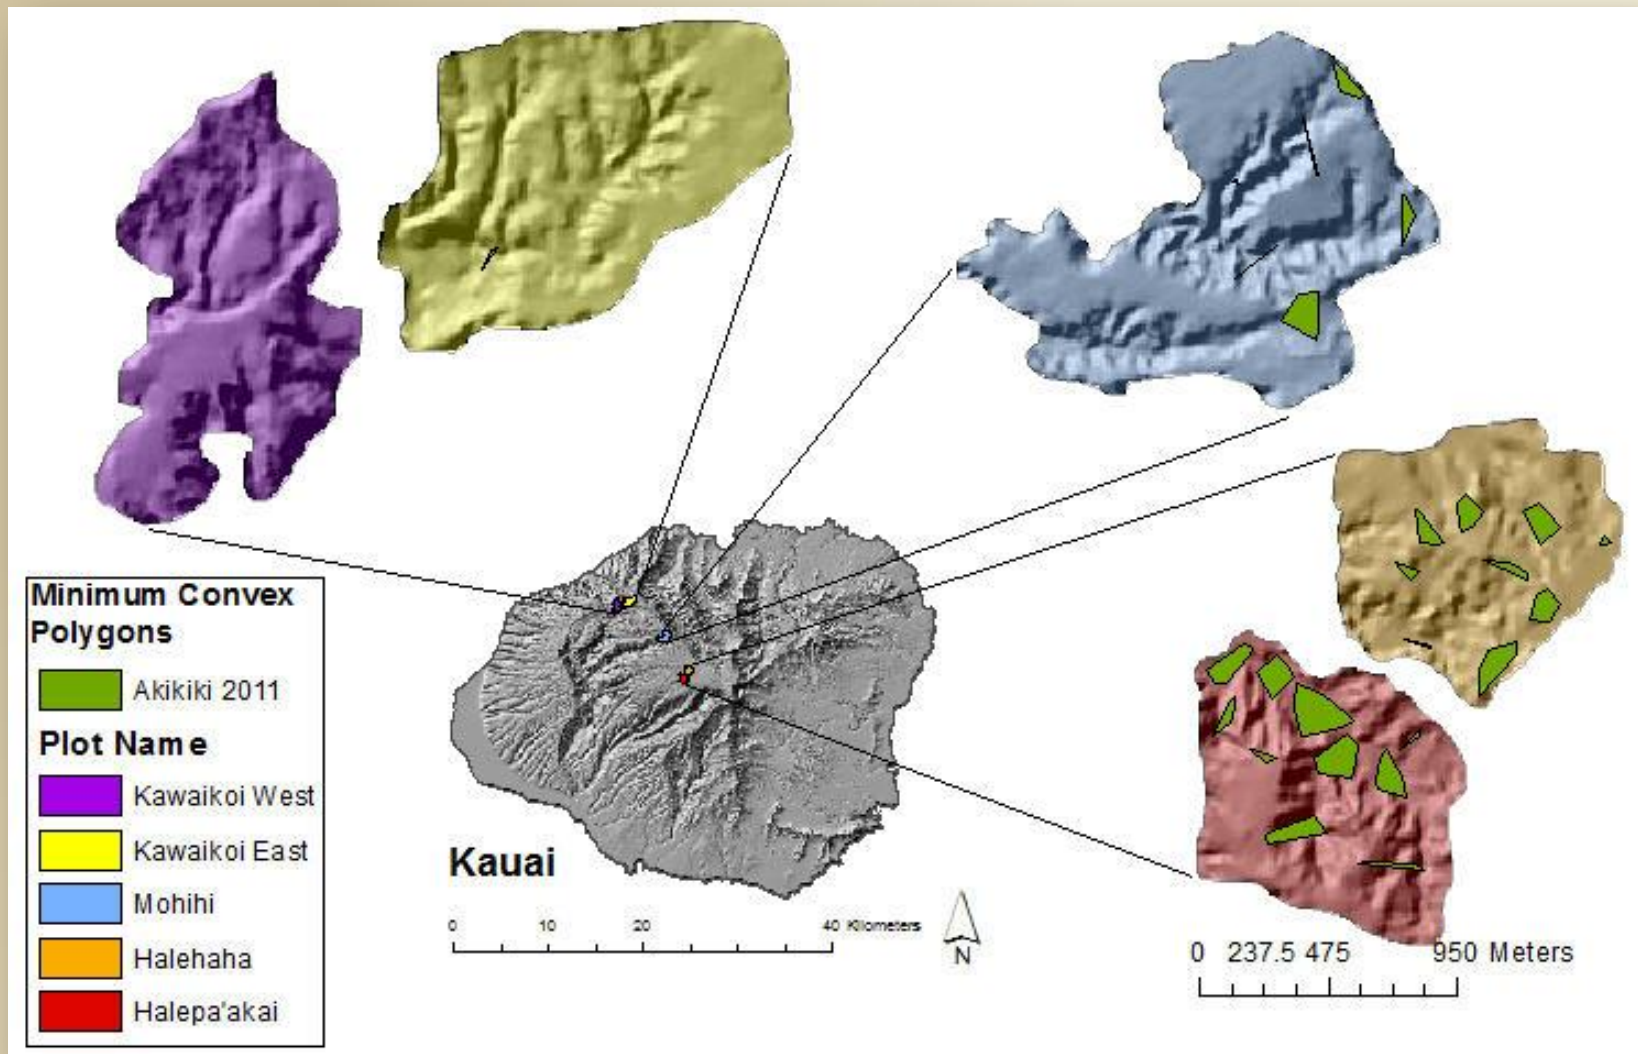 Minimum Convex
Polygons
Akikiki 2011
Plot Name
Kawaikoi West
Kawaikoi East
Mohihi
Halehaha
Halepa'akai
Kauai
0 10 20 40 Kilometers
N
0 237.5 475 950 Meters